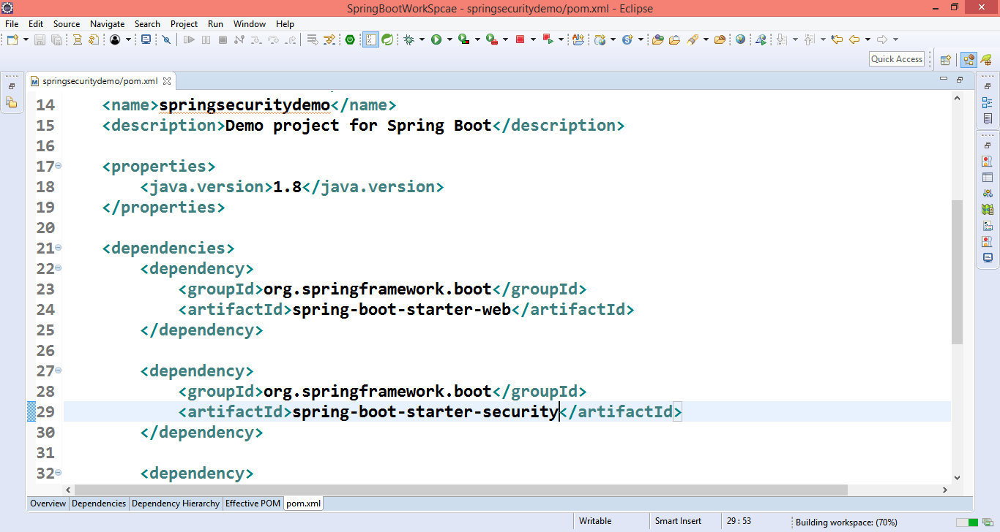 SpringBootWorkSpcae - springsecuritydemo/pom.xml - Eclipse
File Edit Source Navigate Search Project Run Window Help
Quick Access
springsecuritydemo/pom.xml
14 <name>springsecuritydemo</name>
15 <description>Demo project for Spring Boot</description>
16
17 <properties>
18 <java.version>1.8</java.version>
19 </properties>
20
21 <dependencies>
22 <dependency>
23 <groupId>org.springframework.boot</groupId>
24 <artifactId>spring-boot-starter-web</artifactId>
25 </dependency>
26
27 <dependency>
28 <groupId>org.springframework.boot</groupId>
29 <artifactId>spring-boot-starter-security</artifactId>
30 </dependency>
31
32 <dependency>
Overview Dependencies Dependency Hierarchy Effective POM pom.xml
Writable Smart Insert 29 : 53 Building workspace: (70%)